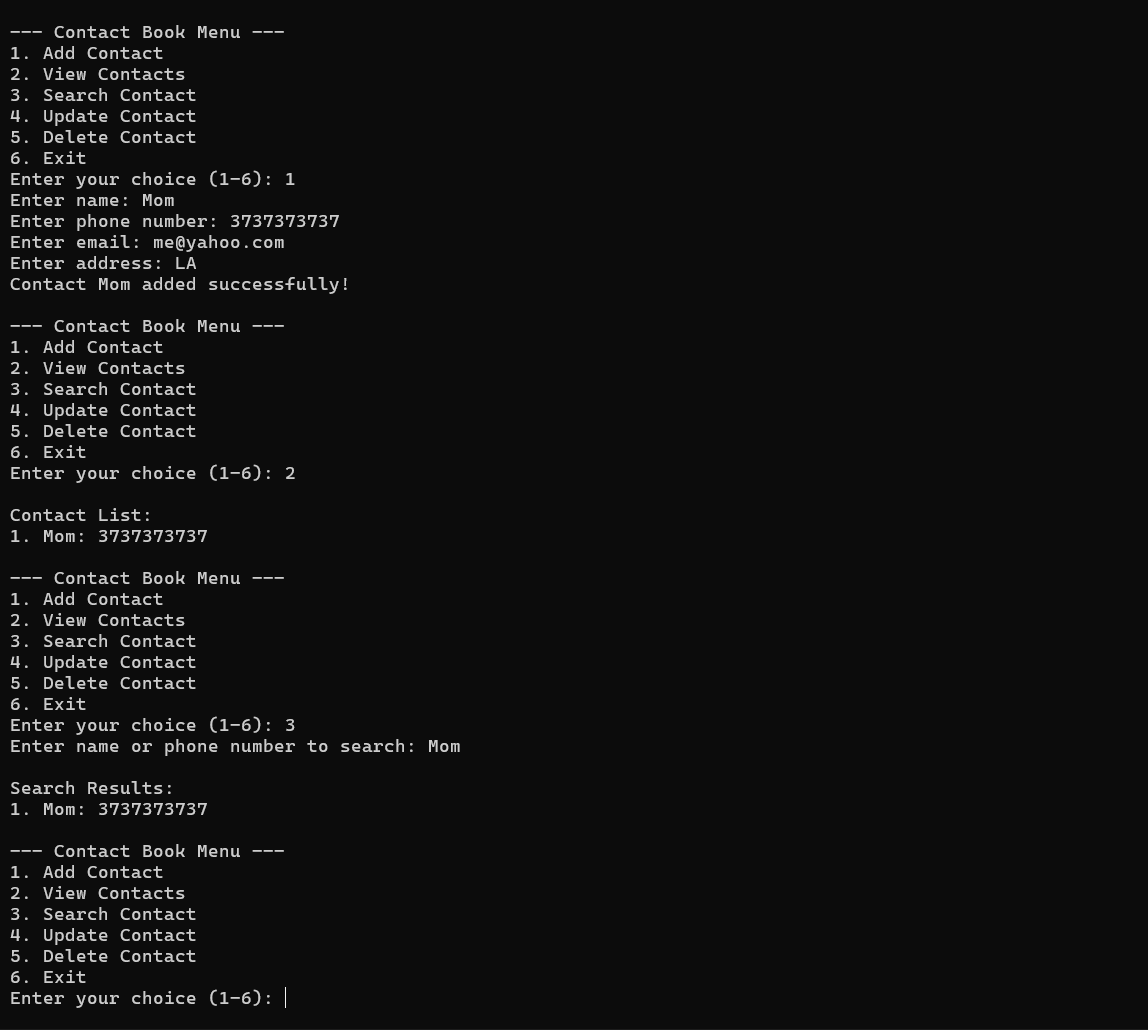 --- Contact Book Menu ---
1. Add Contact
2. View Contacts
3. Search Contact
4. Update Contact
5. Delete Contact
6. Exit
Enter your choice (1-6): 1
Enter name: Mom
Enter phone number: 3737373737
Enter email: me@yahoo.com
Enter address: LA
Contact Mom added successfully!

--- Contact Book Menu ---
1. Add Contact
2. View Contacts
3. Search Contact
4. Update Contact
5. Delete Contact
6. Exit
Enter your choice (1-6): 2

Contact List:
1. Mom: 3737373737

--- Contact Book Menu ---
1. Add Contact
2. View Contacts
3. Search Contact
4. Update Contact
5. Delete Contact
6. Exit
Enter your choice (1-6): 3
Enter name or phone number to search: Mom

Search Results:
1. Mom: 3737373737

--- Contact Book Menu ---
1. Add Contact
2. View Contacts
3. Search Contact
4. Update Contact
5. Delete Contact
6. Exit
Enter your choice (1-6):